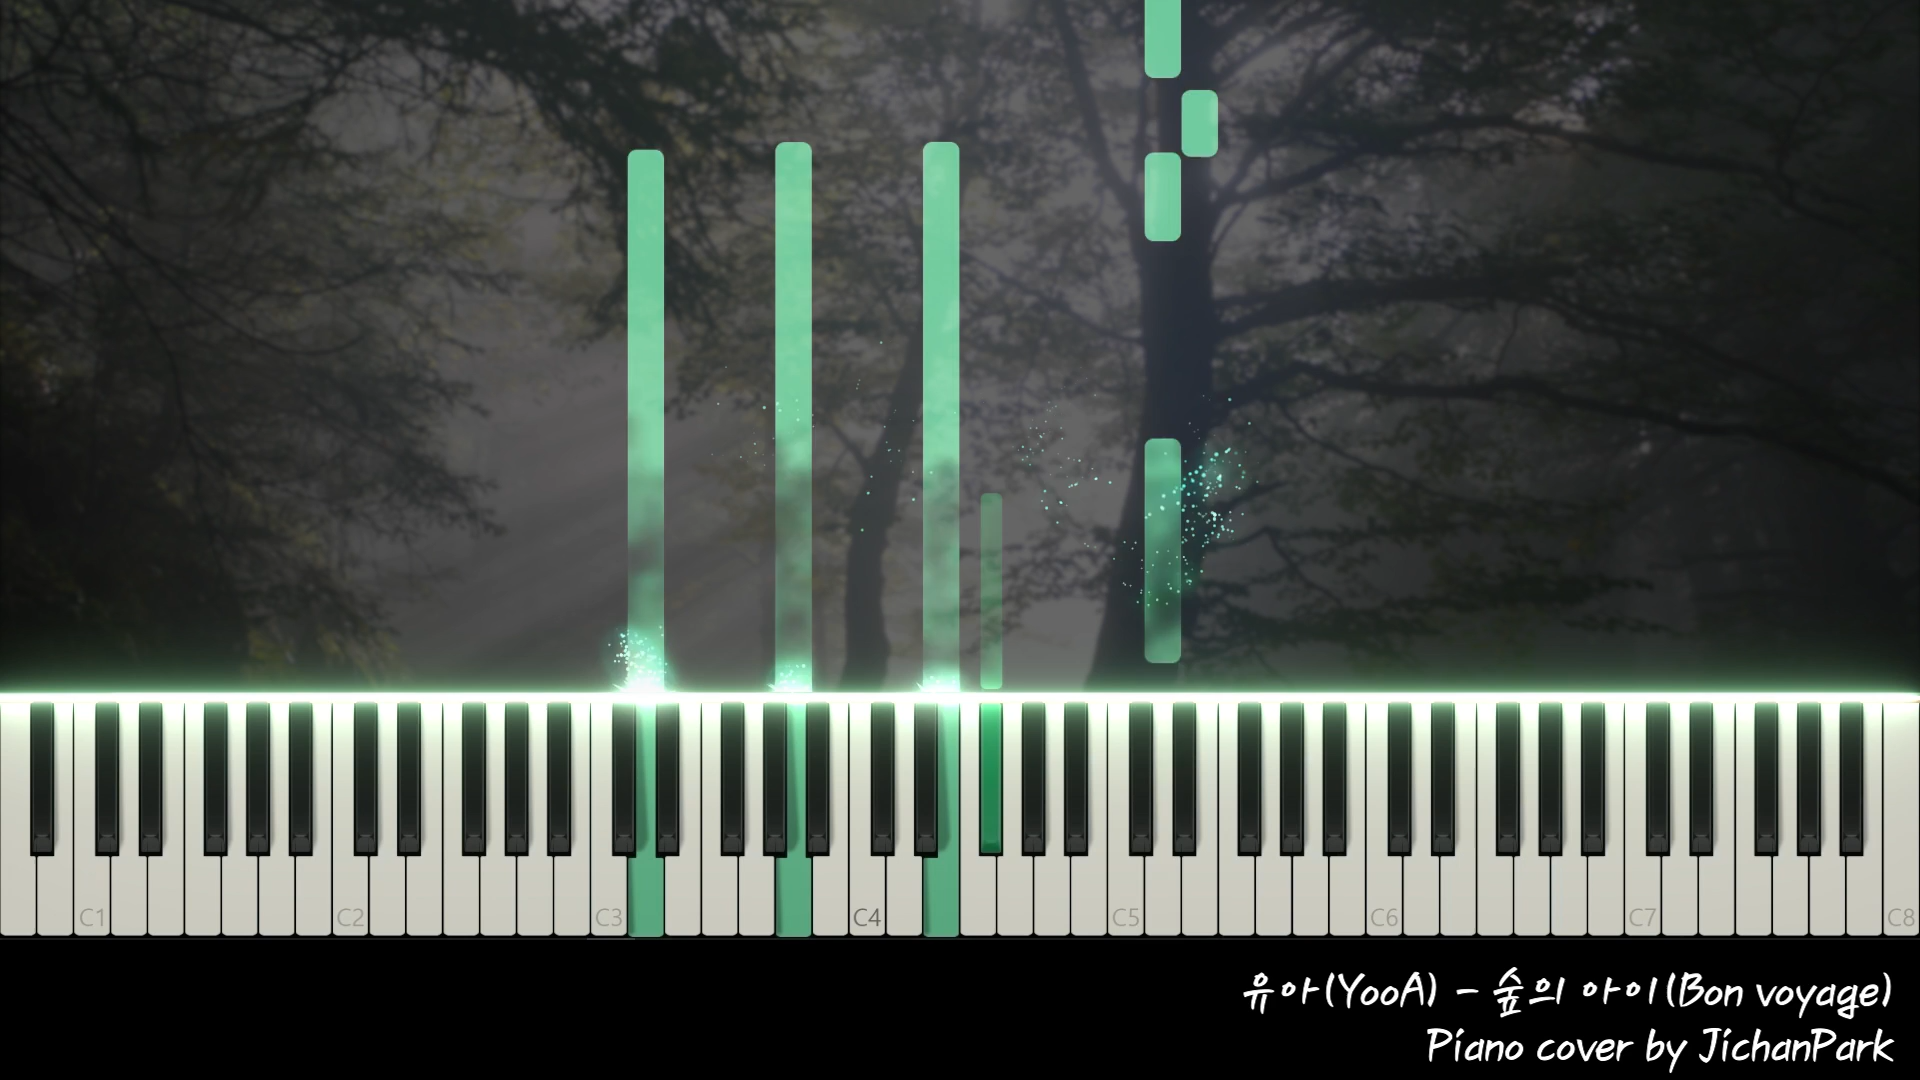 C1 C2 C3 C4 C5 C6 C7 C8
유아(YooA) - 숲의 아이(Bon voyage)
Piano cover by JichanPark